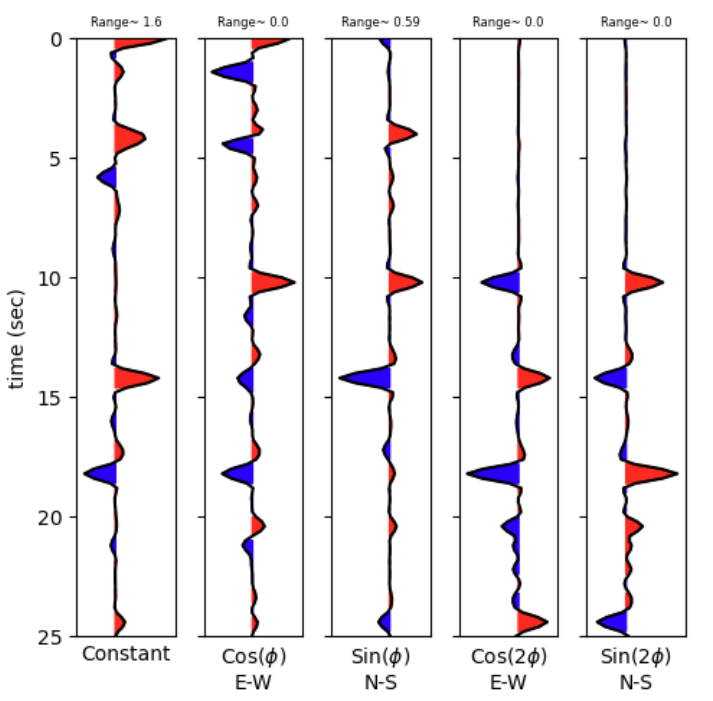 Range~ 1.6 Range~ 0.0 Range~ 0.59 Range~ 0.0 Range~ 0.0
0
5
10
15
20
25
time (sec)
Constant Cos(ϕ) Sin(ϕ) Cos(2ϕ) Sin(2ϕ)
E-W N-S E-W N-S